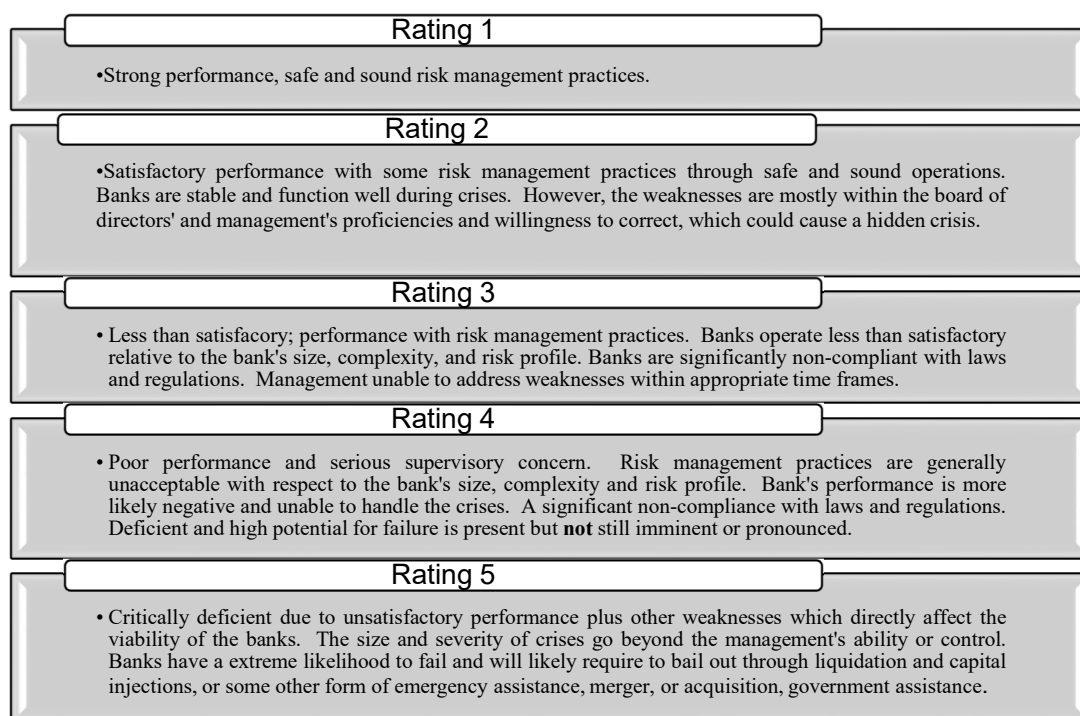 Rating 1
•Strong performance, safe and sound risk management practices.
Rating 2
•Satisfactory performance with some risk management practices through safe and sound operations.
Banks are stable and function well during crises. However, the weaknesses are mostly within the board of
directors' and management's proficiencies and willingness to correct, which could cause a hidden crisis.
Rating 3
• Less than satisfacory; performance with risk management practices. Banks operate less than satisfactory
relative to the bank's size, complexity, and risk profile. Banks are significantly non-compliant with laws
and regulations. Management unable to address weaknesses within appropriate time frames.
Rating 4
• Poor performance and serious supervisory concern. Risk management practices are generally
unacceptable with respect to the bank's size, complexity and risk profile. Bank's performance is more
likely negative and unable to handle the crises. A significant non-compliance with laws and regulations.
Deficient and high potential for failure is present but not still imminent or pronounced.
Rating 5
• Critically deficient due to unsatisfactory performance plus other weaknesses which directly affect the
viability of the banks. The size and severity of crises go beyond the management's ability or control.
Banks have a extreme likelihood to fail and will likely require to bail out through liquidation and capital
injections, or some other form of emergency assistance, merger, or acquisition, government assistance.